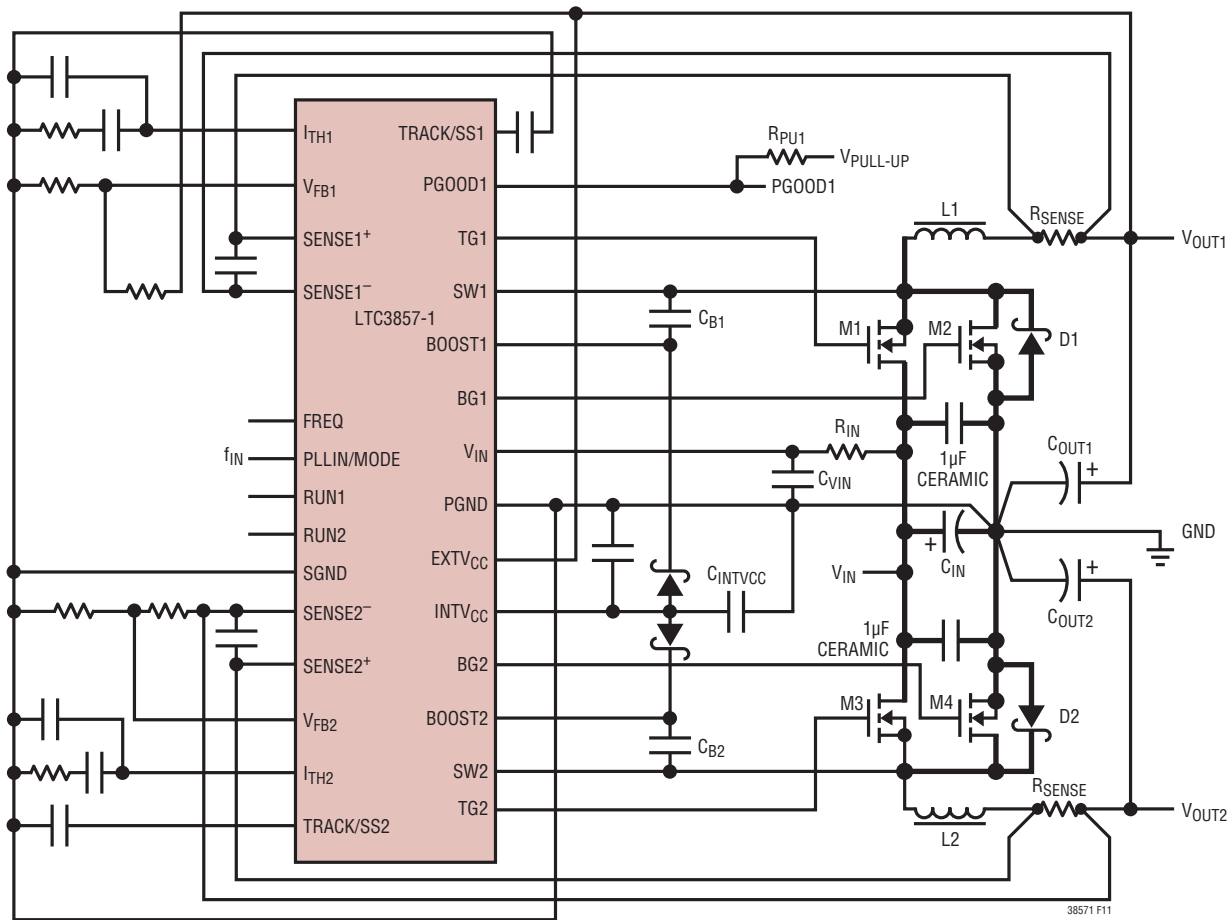 I_TH1
V_FB1
SENSE1+
SENSE1–
LTC3857-1
FREQ
f_IN
PLLIN/MODE
RUN1
RUN2
SGND
SENSE2–
SENSE2+
V_FB2
I_TH2
TRACK/SS2
TRACK/SS1
PGOOD1
TG1
SW1
BOOST1
BG1
V_IN
PGND
EXTV_CC
INTV_CC
BG2
BOOST2
SW2
TG2
R_PU1
V_PULL-UP
PGOOD1
L1
R_SENSE
V_OUT1
C_B1
M1
M2
D1
R_IN
1µF
CERAMIC
C_VIN
C_OUT1
+
GND
+
C_IN
V_IN
C_INTVCC
+
C_OUT2
1µF
CERAMIC
M3
M4
D2
C_B2
R_SENSE
V_OUT2
L2
38571 F11